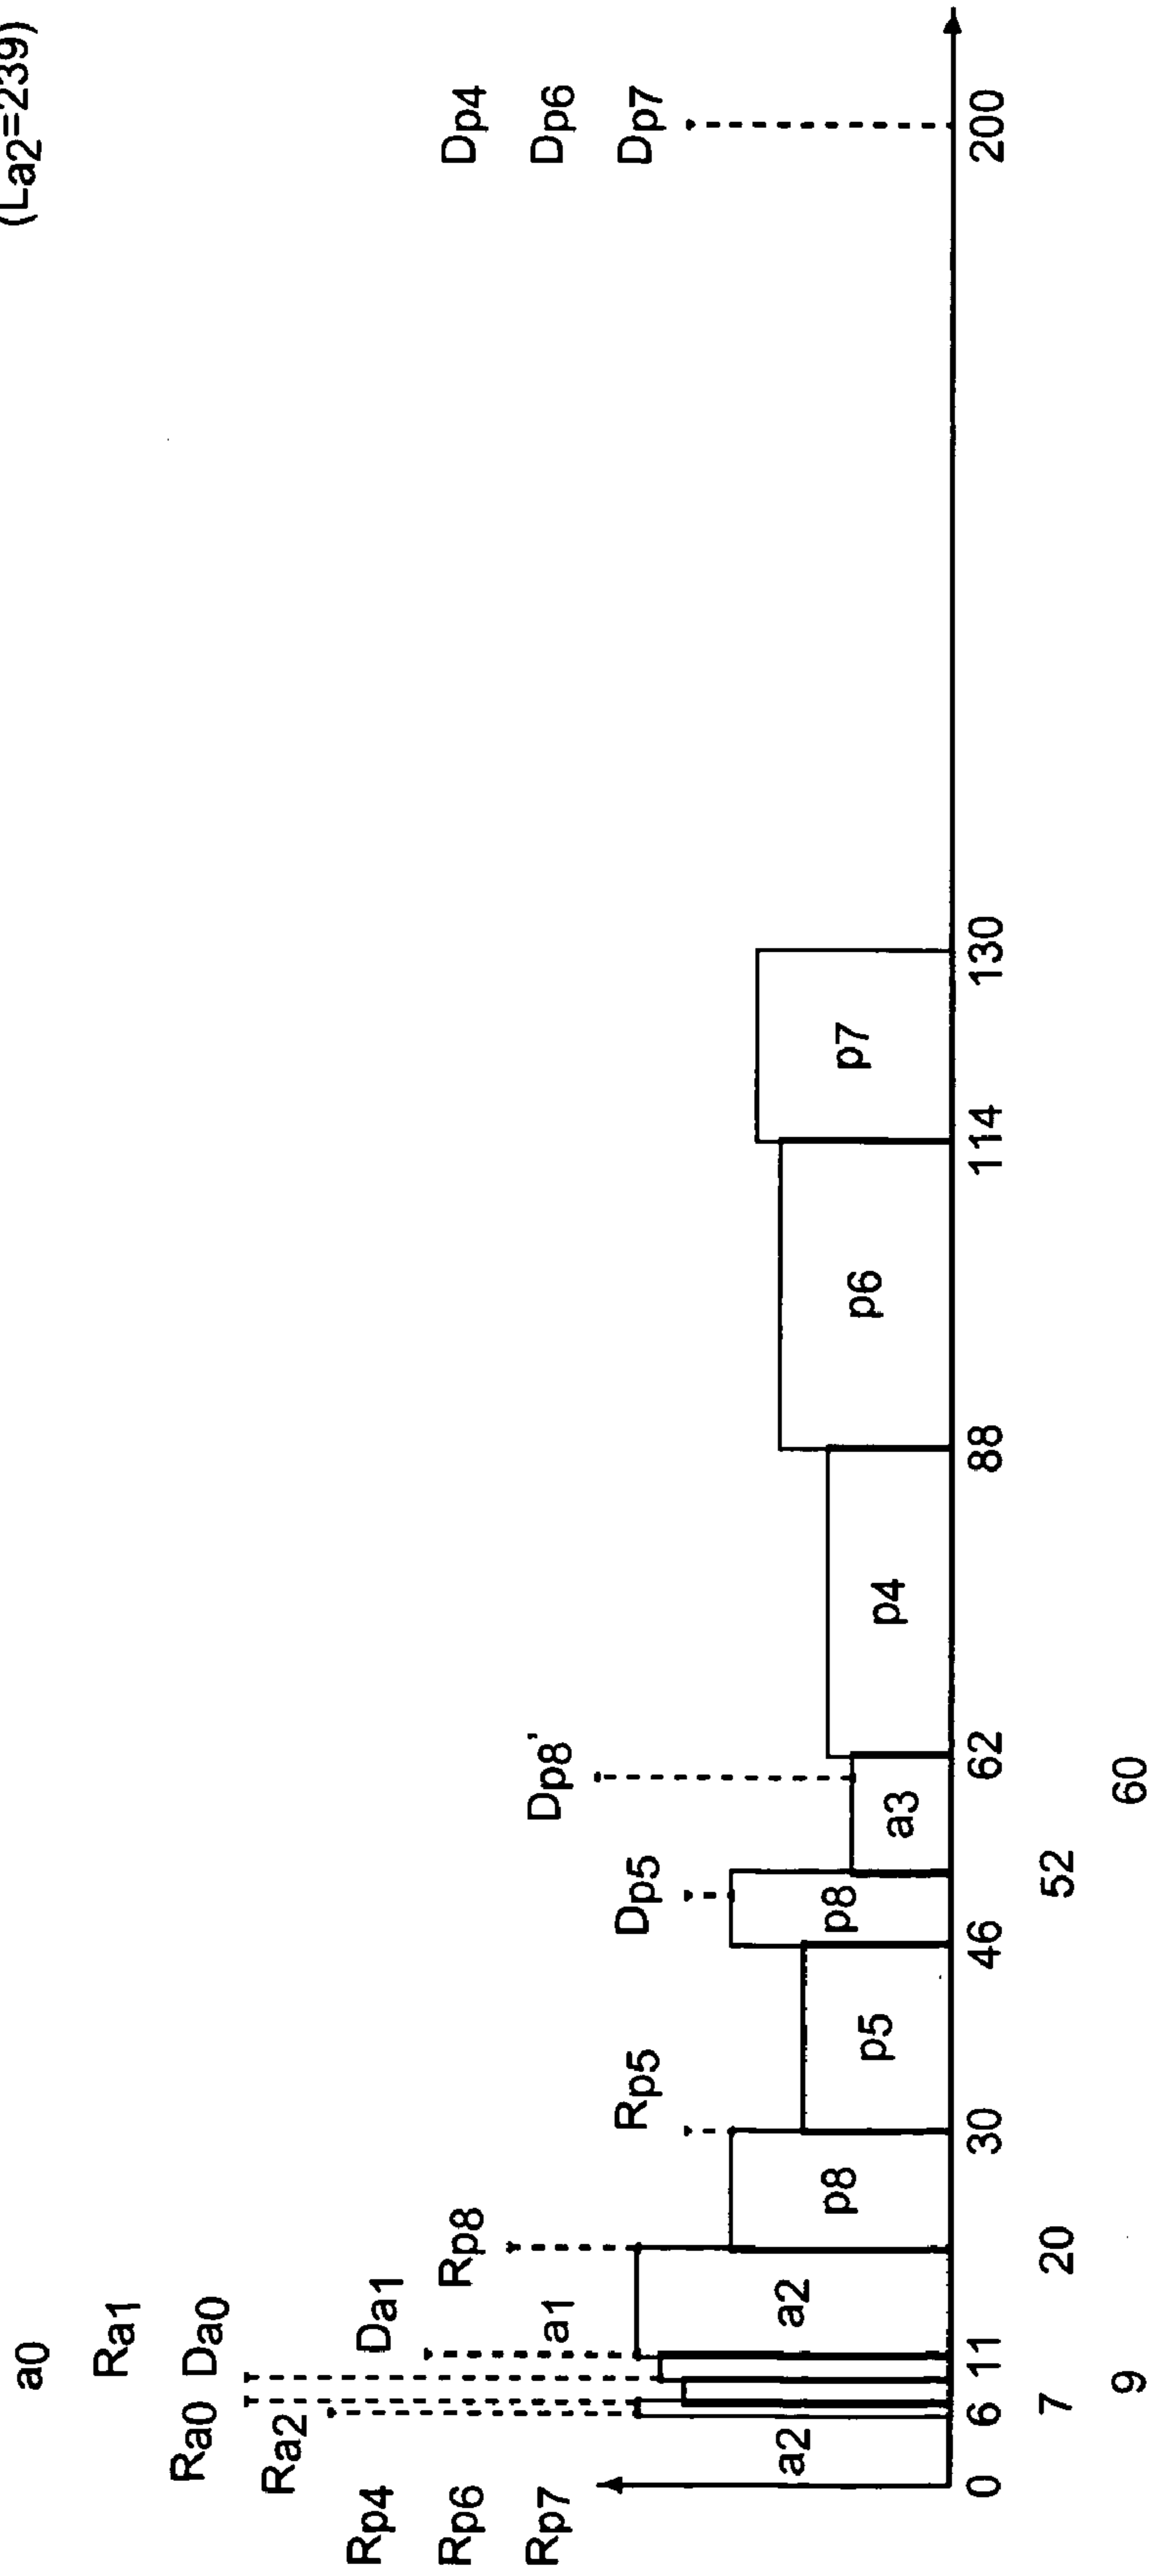 a0 (La2=239)
Ra1
Ra0 Da0
Ra2
Rp4 Da1
Rp6 Rp8 Dp4
Rp7 a1 Dp8' Dp6
Rp5 Dp5 Dp7
a2 a2 p8 p5 p8 a3 p4 p6 p7
0 6 11 30 46 62 88 114 130 200
7 20 52
9 60